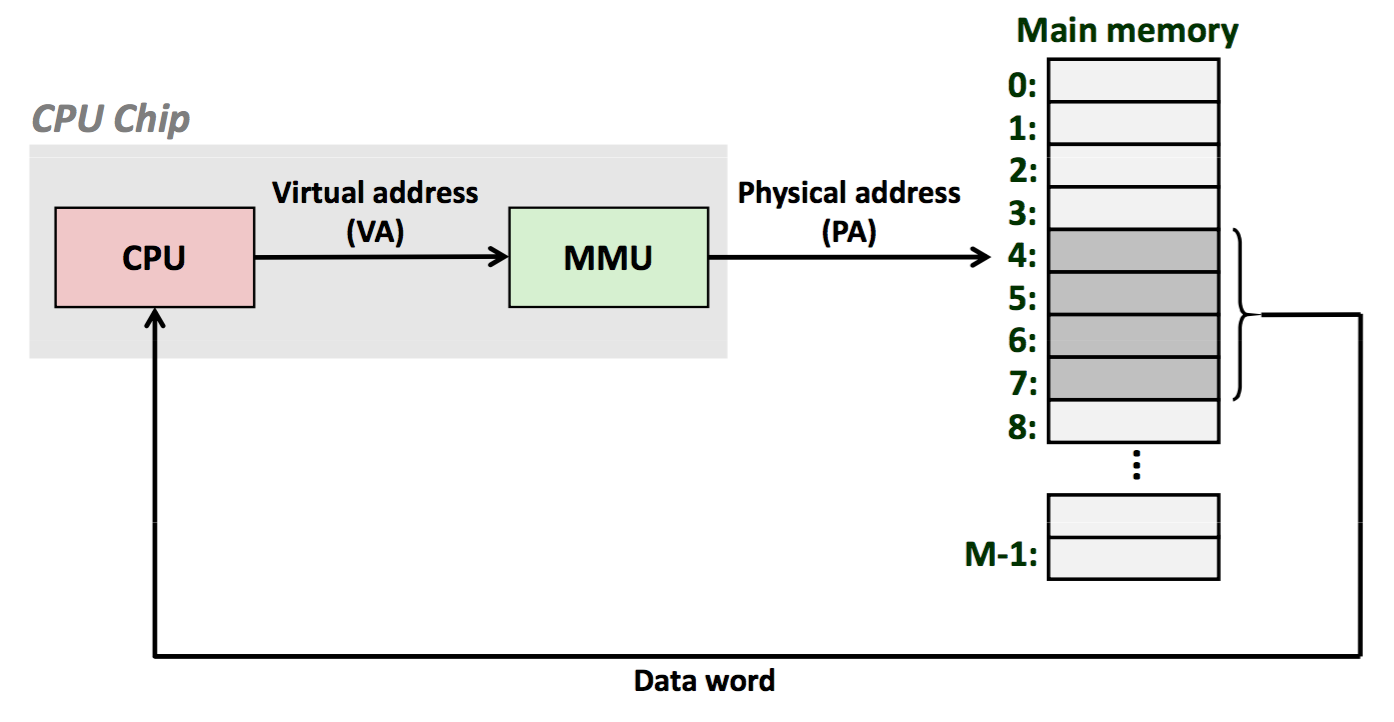 Main memory
CPU Chip
Virtual address
(VA)
Physical address
(PA)
CPU
MMU
0:
1:
2:
3:
4:
5:
6:
7:
8:
⋮
M-1:
Data word